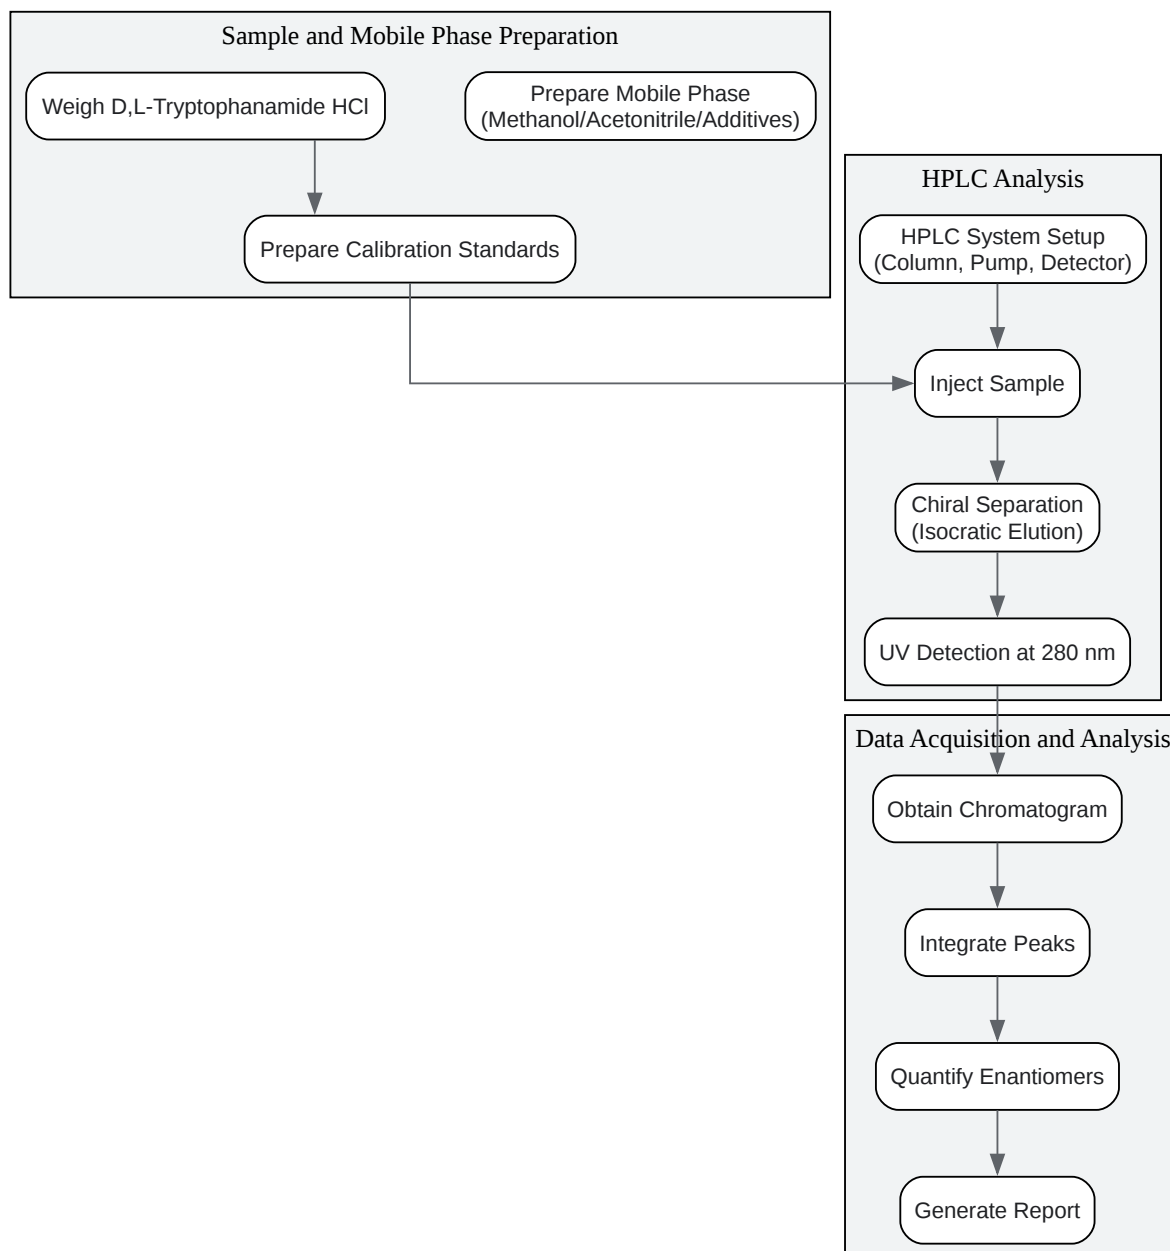 Sample and Mobile Phase Preparation
Weigh D,L-Tryptophanamide HCl
Prepare Mobile Phase
(Methanol/Acetonitrile/Additives)
Prepare Calibration Standards
HPLC Analysis
HPLC System Setup
(Column, Pump, Detector)
Inject Sample
Chiral Separation
(Isocratic Elution)
UV Detection at 280 nm
Data Acquisition and Analysis
Obtain Chromatogram
Integrate Peaks
Quantify Enantiomers
Generate Report